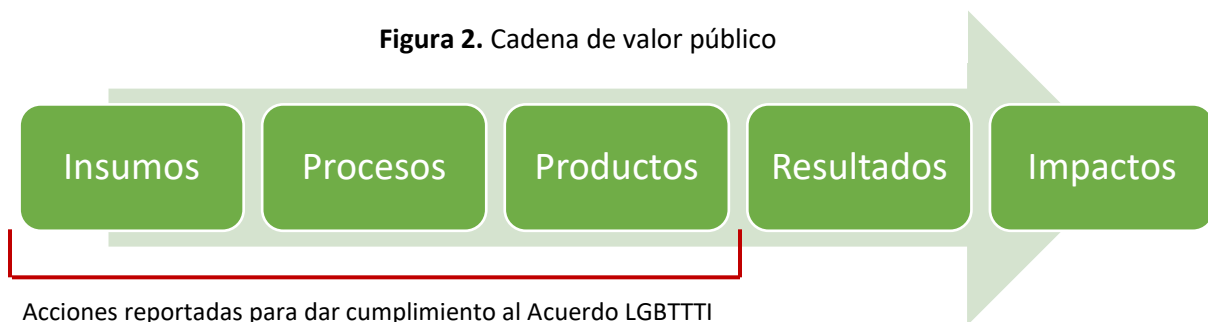 Figura 2. Cadena de valor público
Insumos Procesos Productos Resultados Impactos
Acciones reportadas para dar cumplimiento al Acuerdo LGBTTTI